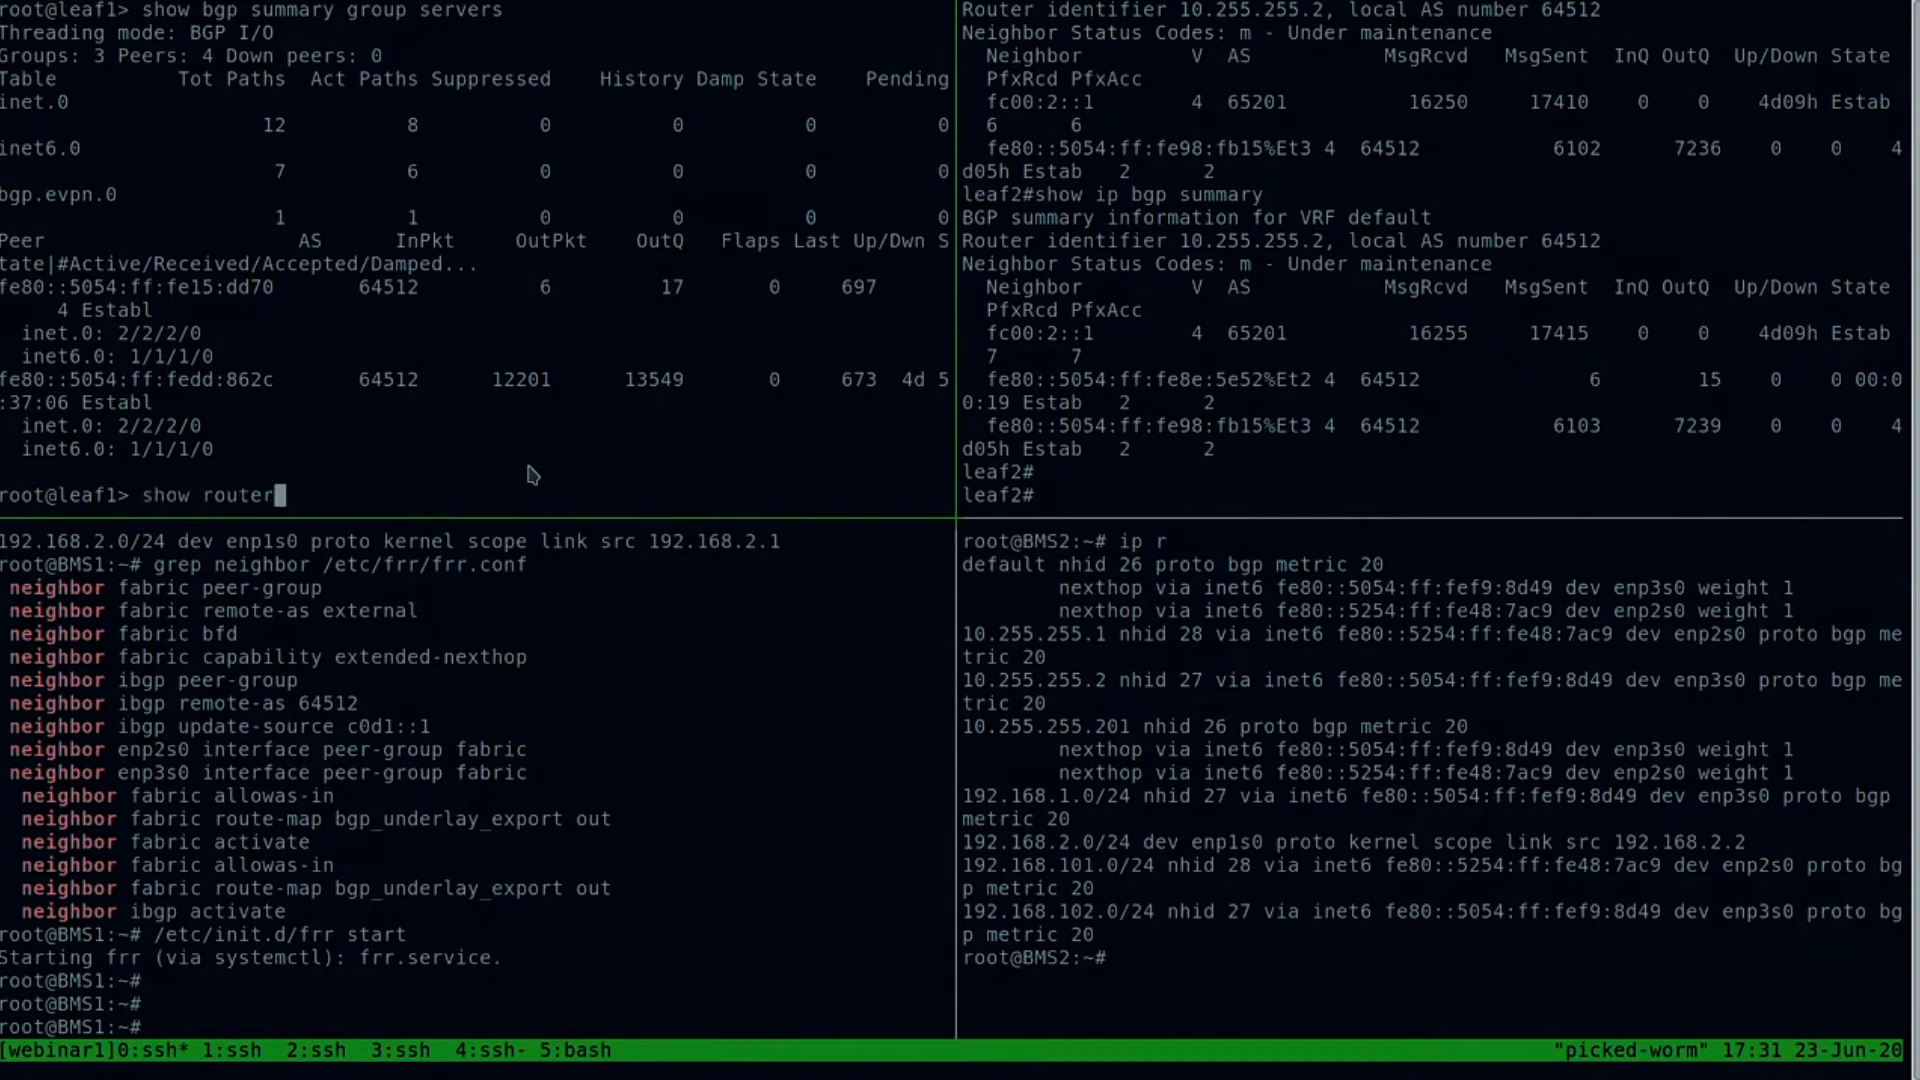 root@leaf1> show bgp summary group servers
Threading mode: BGP I/O
Groups: 3 Peers: 4 Down peers: 0
Table          Tot Paths  Act Paths Suppressed    History Damp State    Pending
inet.0
                      12          8          0          0          0          0
inet6.0
                       7          6          0          0          0          0
bgp.evpn.0
                       1          1          0          0          0          0
Peer                     AS      InPkt     OutPkt    OutQ   Flaps Last Up/Dwn S
tate|#Active/Received/Accepted/Damped...
fe80::5054:ff:fe15:dd70       64512          6         17       0     697
     4 Establ
  inet.0: 2/2/2/0
  inet6.0: 1/1/1/0
fe80::5054:ff:fedd:862c       64512      12201      13549       0     673  4d 5
:37:06 Establ
  inet.0: 2/2/2/0
  inet6.0: 1/1/1/0
root@leaf1> show router
Router identifier 10.255.255.2, local AS number 64512
Neighbor Status Codes: m - Under maintenance
  Neighbor         V  AS           MsgRcvd   MsgSent  InQ OutQ  Up/Down State
  PfxRcd PfxAcc
  fc00:2::1        4  65201          16250     17410    0    0    4d09h Estab
  6      6
  fe80::5054:ff:fe98:fb15%Et3 4  64512           6102      7236    0    0    4
d05h Estab   2      2
leaf2#show ip bgp summary
BGP summary information for VRF default
Router identifier 10.255.255.2, local AS number 64512
Neighbor Status Codes: m - Under maintenance
  Neighbor         V  AS           MsgRcvd   MsgSent  InQ OutQ  Up/Down State
  PfxRcd PfxAcc
  fc00:2::1        4  65201          16255     17415    0    0    4d09h Estab
  7      7
  fe80::5054:ff:fe8e:5e52%Et2 4  64512              6        15    0    0 00:0
0:19 Estab   2      2
  fe80::5054:ff:fe98:fb15%Et3 4  64512           6103      7239    0    0    4
d05h Estab   2      2
leaf2#
leaf2#
192.168.2.0/24 dev enp1s0 proto kernel scope link src 192.168.2.1
root@BMS1:~# grep neighbor /etc/frr/frr.conf
 neighbor fabric peer-group
 neighbor fabric remote-as external
 neighbor fabric bfd
 neighbor fabric capability extended-nexthop
 neighbor ibgp peer-group
 neighbor ibgp remote-as 64512
 neighbor ibgp update-source c0d1::1
 neighbor enp2s0 interface peer-group fabric
 neighbor enp3s0 interface peer-group fabric
  neighbor fabric allowas-in
  neighbor fabric route-map bgp_underlay_export out
  neighbor fabric activate
  neighbor fabric allowas-in
  neighbor fabric route-map bgp_underlay_export out
  neighbor ibgp activate
root@BMS1:~# /etc/init.d/frr start
Starting frr (via systemctl): frr.service.
root@BMS1:~#
root@BMS1:~#
root@BMS1:~#
root@BMS2:~# ip r
default nhid 26 proto bgp metric 20
        nexthop via inet6 fe80::5054:ff:fef9:8d49 dev enp3s0 weight 1
        nexthop via inet6 fe80::5254:ff:fe48:7ac9 dev enp2s0 weight 1
10.255.255.1 nhid 28 via inet6 fe80::5254:ff:fe48:7ac9 dev enp2s0 proto bgp me
tric 20
10.255.255.2 nhid 27 via inet6 fe80::5054:ff:fef9:8d49 dev enp3s0 proto bgp me
tric 20
10.255.255.201 nhid 26 proto bgp metric 20
        nexthop via inet6 fe80::5054:ff:fef9:8d49 dev enp3s0 weight 1
        nexthop via inet6 fe80::5254:ff:fe48:7ac9 dev enp2s0 weight 1
192.168.1.0/24 nhid 27 via inet6 fe80::5054:ff:fef9:8d49 dev enp3s0 proto bgp
metric 20
192.168.2.0/24 dev enp1s0 proto kernel scope link src 192.168.2.2
192.168.101.0/24 nhid 28 via inet6 fe80::5254:ff:fe48:7ac9 dev enp2s0 proto bg
p metric 20
192.168.102.0/24 nhid 27 via inet6 fe80::5054:ff:fef9:8d49 dev enp3s0 proto bg
p metric 20
root@BMS2:~#
[webinar1]0:ssh* 1:ssh  2:ssh  3:ssh  4:ssh- 5:bash
"picked-worm" 17:31 23-Jun-20